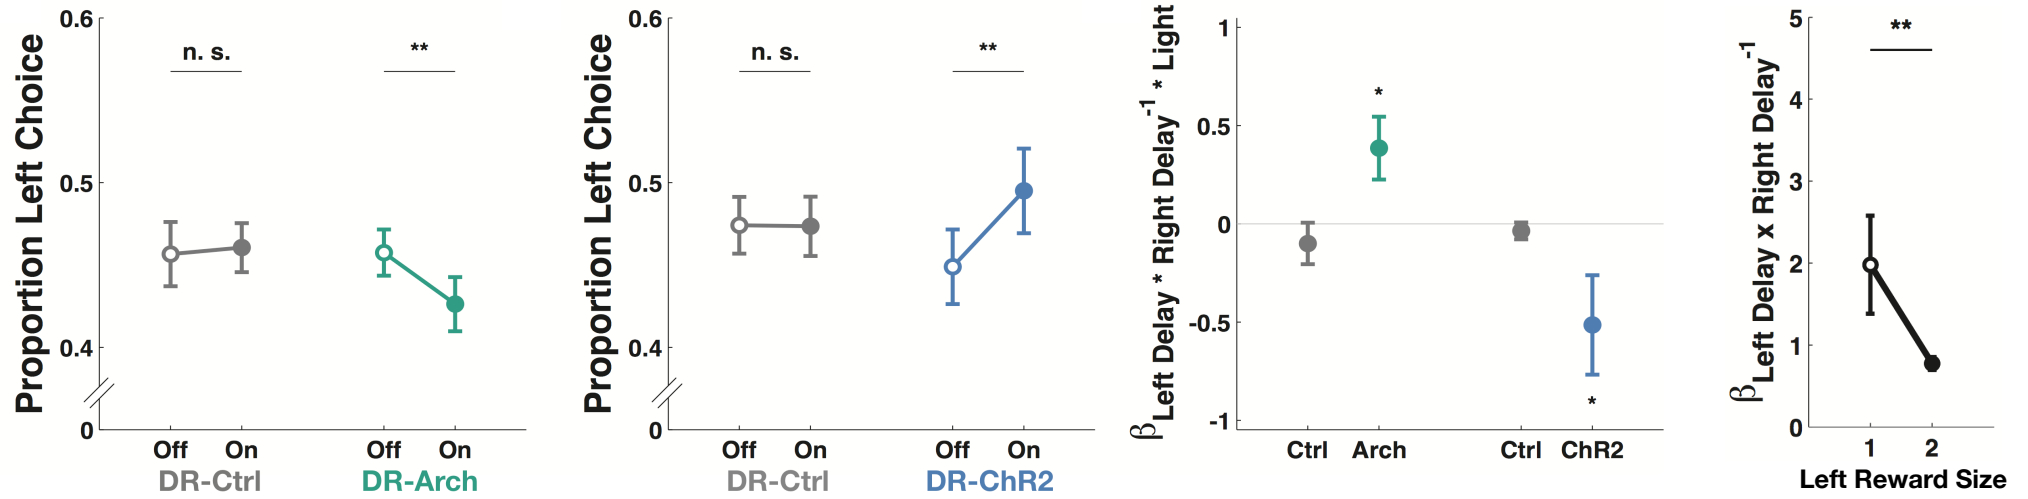 Proportion Left Choice
0.6
0.5
0.4
0
n. s.
**
Off
On
Off
On
DR-Ctrl
DR-Arch
Proportion Left Choice
0.6
0.5
0.4
0
n. s.
**
Off
On
Off
On
DR-Ctrl
DR-ChR2
β Left Delay * Right Delay-1 * Light
1
0.5
0
-0.5
-1
*
*
Ctrl
Arch
Ctrl
ChR2
β Left Delay x Right Delay-1
5
4
3
2
1
0
**
1
2
Left Reward Size